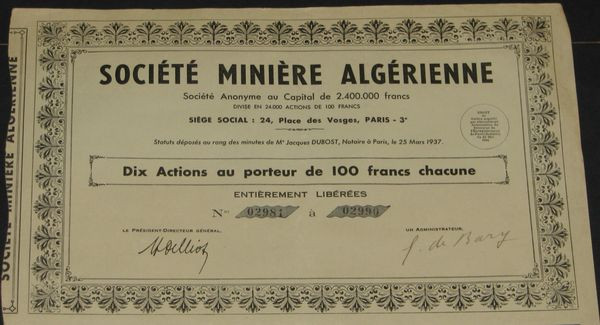 SOCIÉTÉ MINIÈRE ALGÉRIENNE
SOCIÉTÉ MINIÈRE ALGÉRIENNE
Société Anonyme au Capital de 2.400.000 francs
DIVISÉ EN 24.000 ACTIONS DE 100 FRANCS
SIÈGE SOCIAL : 24, Place des Vosges, PARIS - 3e
Statuts déposés au rang des minutes de Me Jacques DUBOST, Notaire à Paris, le 25 Mars 1937.
Dix Actions au porteur de 100 francs chacune
ENTIÈREMENT LIBÉRÉES
Nos 02981 à 02990
LE PRÉSIDENT-DIRECTEUR GÉNÉRAL,
UN ADMINISTRATEUR,
J. de Bary